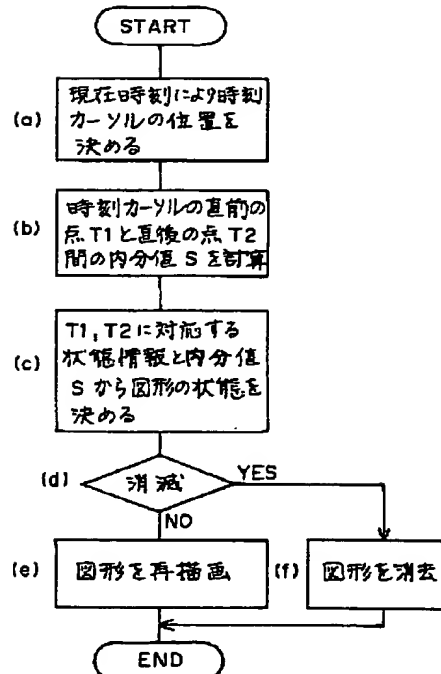 START
(a)
現在時刻により時刻
カーソルの位置を
決める
(b)
時刻カーソルの直前の
点T1と直後の点T2
間の内分値Sを計算
(c)
T1,T2に対応する
状態情報と内分値
Sから図形の状態を
決める
(d)
消滅
YES
NO
(e)
図形を再描画
(f)
図形を消去
END